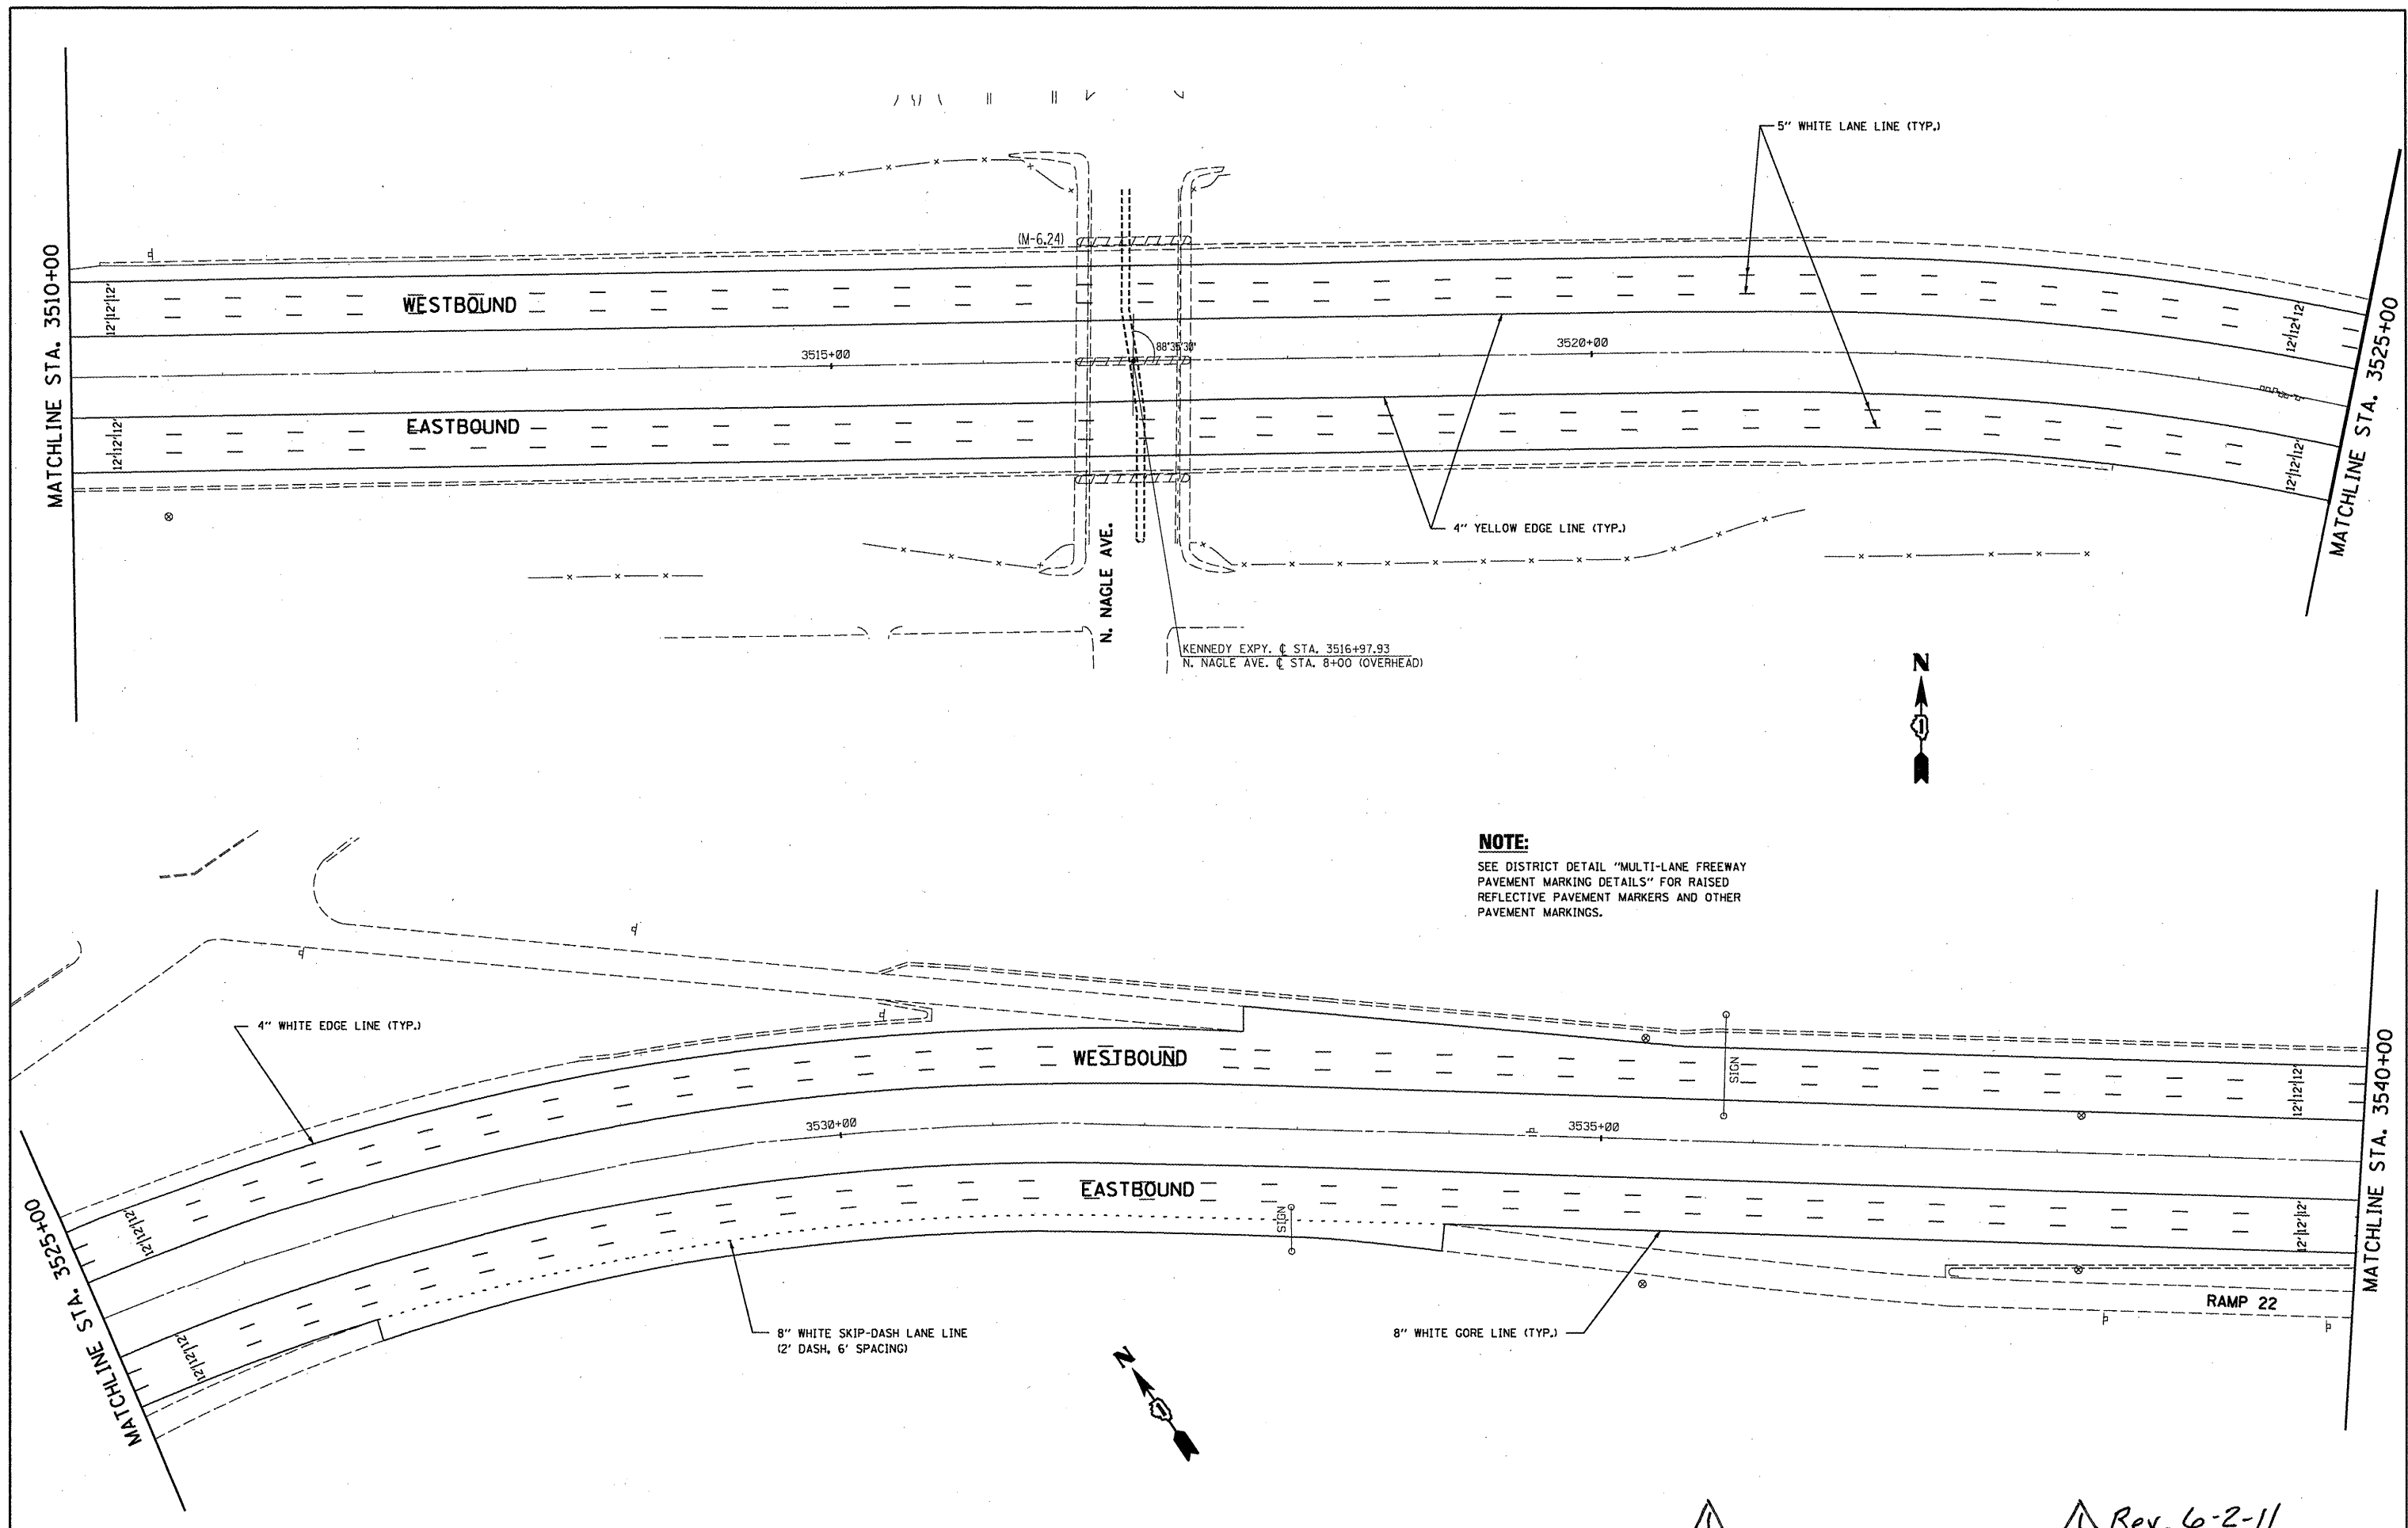 5" WHITE LANE LINE (TYP.)
(M-6.24)
MATCHLINE STA. 3510+00
12'|12'|12'
WESTBOUND
12'|12'|12'
MATCHLINE STA. 3525+00
88°35'30"
3515+00
3520+00
EASTBOUND
12'|12'|12'
12'|12'|12'
4" YELLOW EDGE LINE (TYP.)
N. NAGLE AVE.
KENNEDY EXPY. ℄ STA. 3516+97.93
N. NAGLE AVE. ℄ STA. 8+00 (OVERHEAD)
N
1
NOTE:
SEE DISTRICT DETAIL "MULTI-LANE FREEWAY
PAVEMENT MARKING DETAILS" FOR RAISED
REFLECTIVE PAVEMENT MARKERS AND OTHER
PAVEMENT MARKINGS.
4" WHITE EDGE LINE (TYP.)
WESTBOUND
SIGN
12'|12'|12'
MATCHLINE STA. 3540+00
3530+00
3535+00
EASTBOUND
SIGN
12'|12'|12'
12'|12'|12'
MATCHLINE STA. 3525+00
12'|12'|12'
RAMP 22
8" WHITE SKIP-DASH LANE LINE
(2' DASH, 6' SPACING)
8" WHITE GORE LINE (TYP.)
N
1
1
1 Rev. 6-2-11